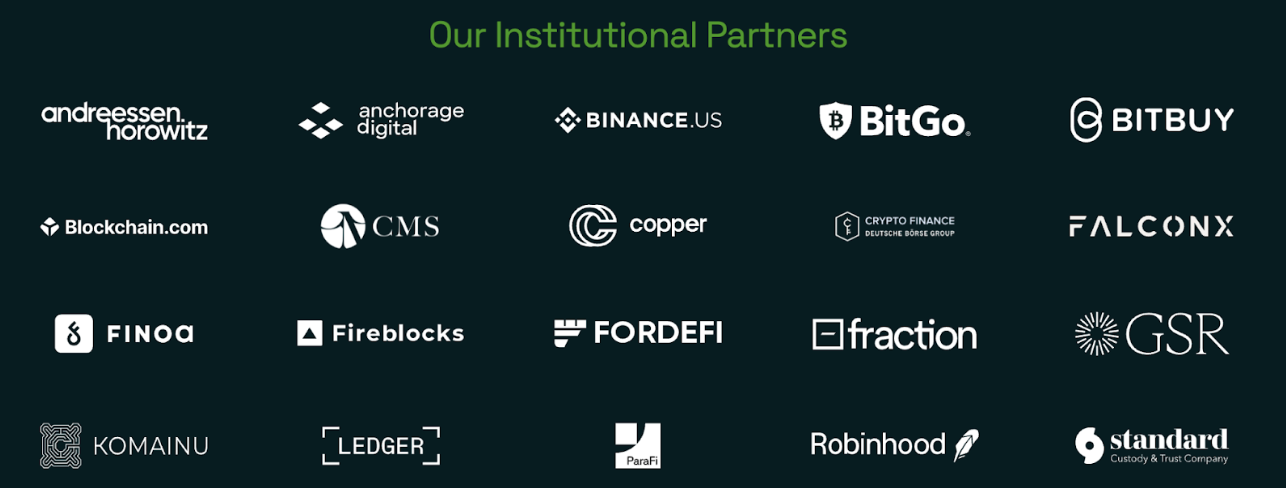 Our Institutional Partners
andreessen.
horowitz
anchorage
digital
BINANCE.US
BitGo®
BITBUY
Blockchain.com
CMS
copper
CRYPTO FINANCE
DEUTSCHE BÖRSE GROUP
FALCONX
FINOA
Fireblocks
FORDEFI
fraction
GSR
KOMAINU
LEDGER
ParaFi
Robinhood
standard
Custody & Trust Company